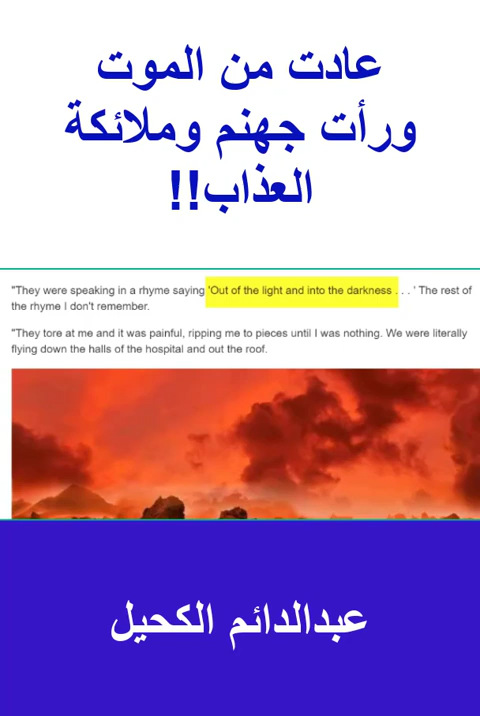 عادت من الموت
ورأت جهنم وملائكة
العذاب!!
"They were speaking in a rhyme saying 'Out of the light and into the darkness . . . ' The rest of
the rhyme I don't remember.
"They tore at me and it was painful, ripping me to pieces until I was nothing. We were literally
flying down the halls of the hospital and out the roof.
عبدالدائم الكحيل